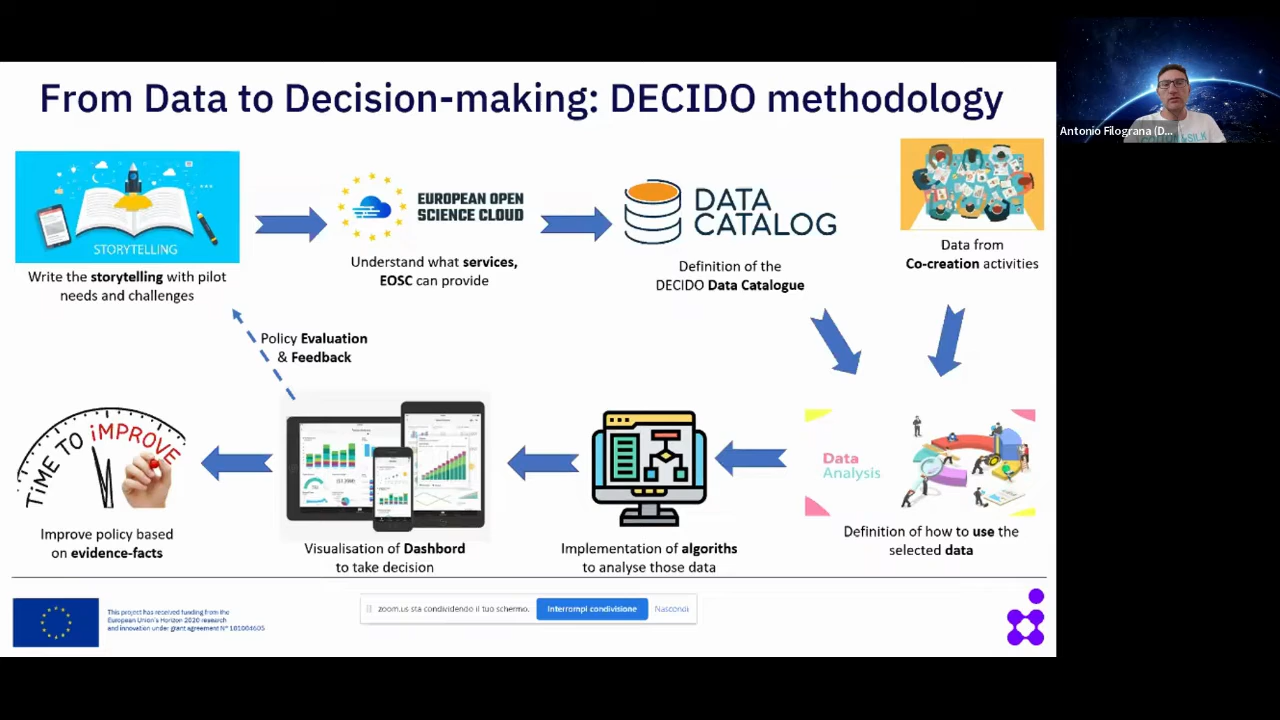 From Data to Decision-making: DECIDO methodology
Antonio Filograna (D...
STORYTELLING
Write the storytelling with pilot
needs and challenges
EUROPEAN OPEN
SCIENCE CLOUD
Understand what services,
EOSC can provide
DATA
CATALOG
Definition of the
DECIDO Data Catalogue
Data from
Co-creation activities
Policy Evaluation
& Feedback
TiME TO iMPROVE
Improve policy based
on evidence-facts
Visualisation of Dashbord
to take decision
Implementation of algoriths
to analyse those data
Data
Analysis
Definition of how to use the
selected data
This project has received funding from the
European Union's Horizon 2020 research
and innovation under grant agreement N° 101004605
zoom.us sta condividendo il tuo schermo.
Interrompi condivisione
Nascondi